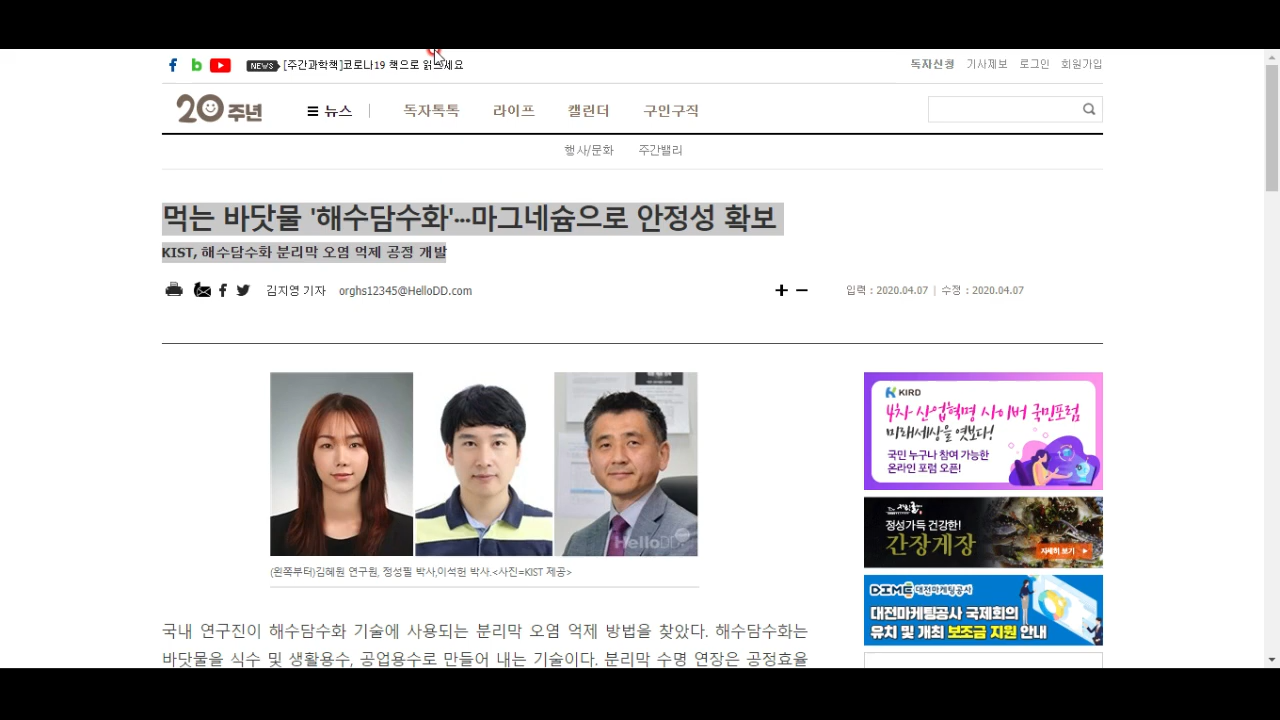 NEWS [주간과학책]코로나19 책으로 읽으세요
독자신청 기사제보 로그인 회원가입
20주년 뉴스 독자톡톡 라이프 캘린더 구인구직
행사/문화 주간밸리
먹는 바닷물 '해수담수화'…마그네슘으로 안정성 확보
KIST, 해수담수화 분리막 오염 억제 공정 개발
김지영 기자 orghs12345@HelloDD.com
입력 : 2020.04.07 | 수정 : 2020.04.07
HelloDD
(왼쪽부터)김혜원 연구원, 정성필 박사,이석헌 박사.<사진=KIST 제공>
국내 연구진이 해수담수화 기술에 사용되는 분리막 오염 억제 방법을 찾았다. 해수담수화는
바닷물을 식수 및 생활용수, 공업용수로 만들어 내는 기술이다. 분리막 수명 연장은 공정효율
KIRD
4차 산업혁명 사이버 국민포럼
미래세상을 엿보다!
국민 누구나 참여 가능한
온라인 포럼 오픈!
정성가득 건강한!
간장게장
자세히 보기
DIME 대전마케팅공사
대전마케팅공사 국제회의
유치 및 개최 보조금 지원 안내